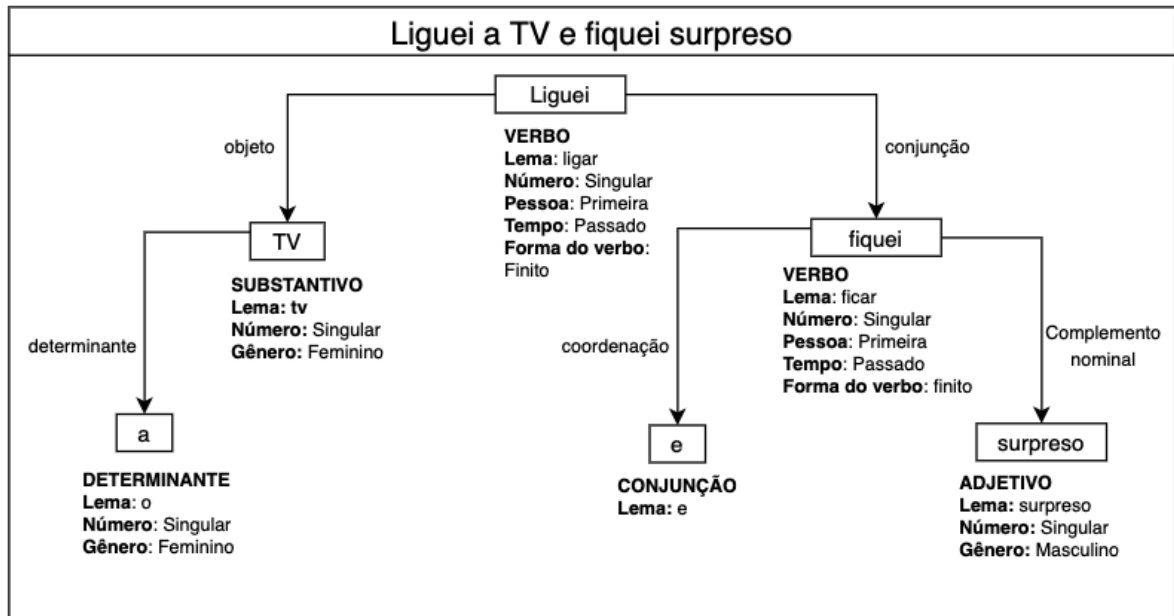 Liguei a TV e fiquei surpreso
Liguei
objeto
VERBO
Lema: ligar
Número: Singular
Pessoa: Primeira
Tempo: Passado
Forma do verbo:
Finito
conjunção
TV
SUBSTANTIVO
Lema: tv
Número: Singular
Gênero: Feminino
fiquei
VERBO
Lema: ficar
Número: Singular
Pessoa: Primeira
Tempo: Passado
Forma do verbo: finito
determinante
coordenação
Complemento
nominal
a
DETERMINANTE
Lema: o
Número: Singular
Gênero: Feminino
e
CONJUNÇÃO
Lema: e
surpreso
ADJETIVO
Lema: surpreso
Número: Singular
Gênero: Masculino